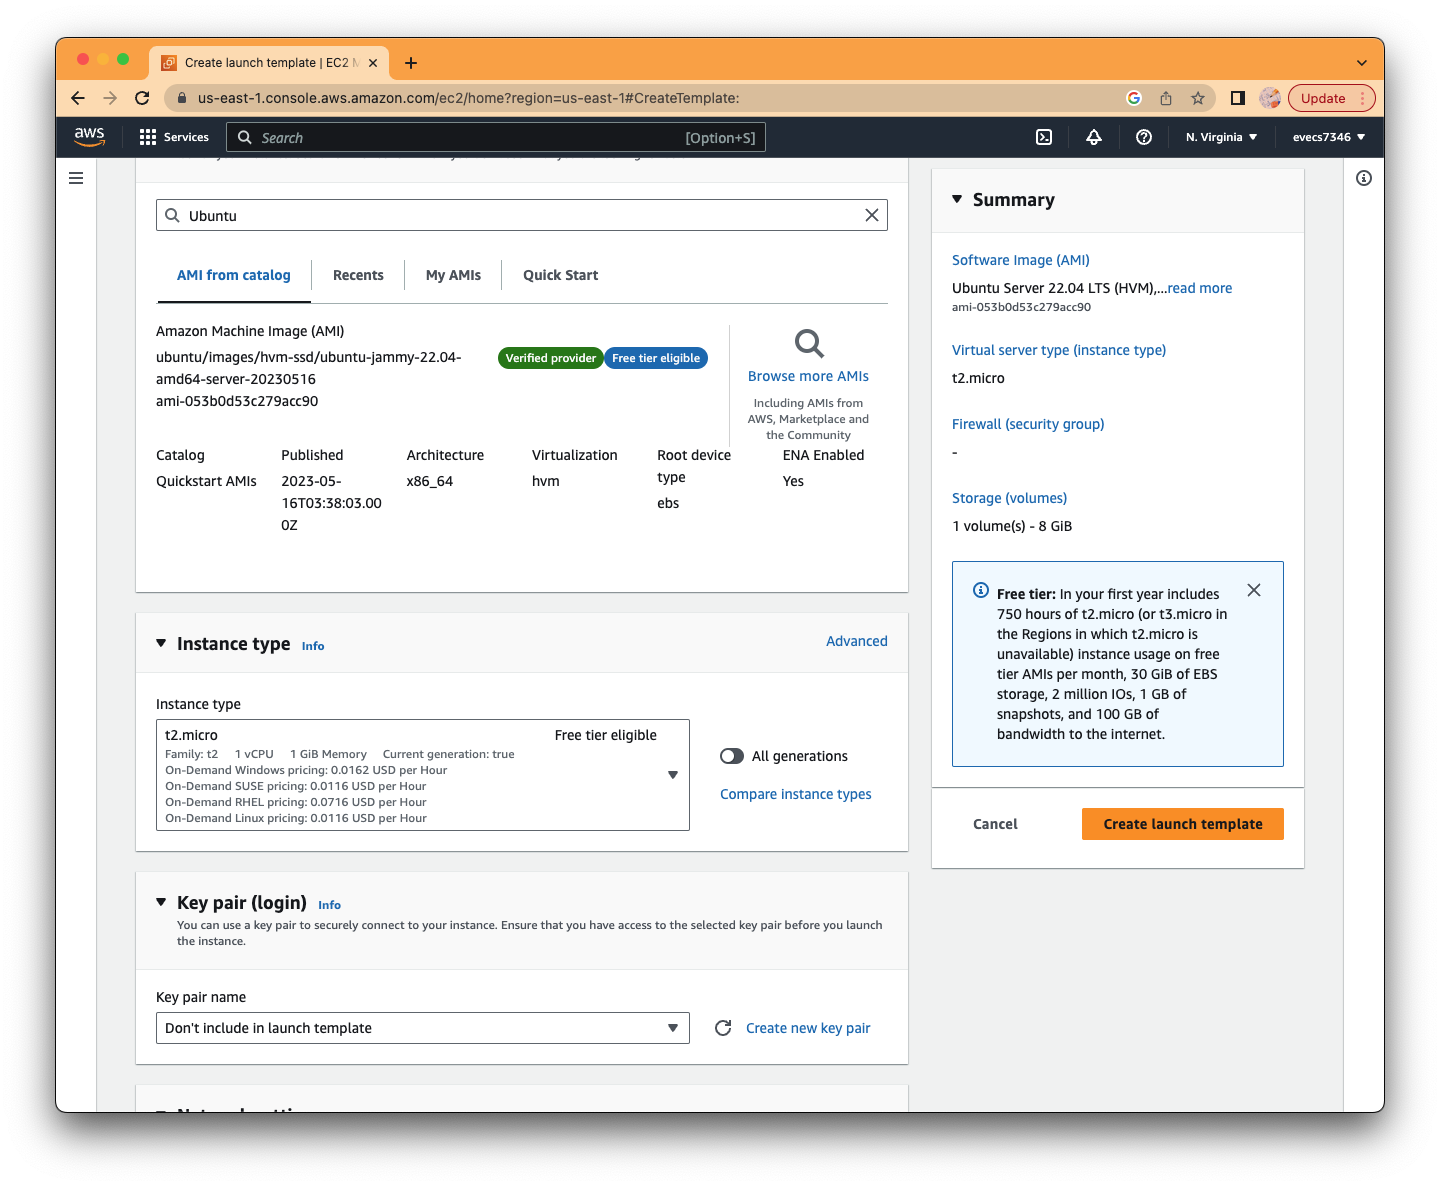 Create launch template | EC2 M
us-east-1.console.aws.amazon.com/ec2/home?region=us-east-1#CreateTemplate:
Update
aws
Services
Search
[Option+S]
N. Virginia
evecs7346
Ubuntu
AMI from catalog
Recents
My AMIs
Quick Start
Amazon Machine Image (AMI)
ubuntu/images/hvm-ssd/ubuntu-jammy-22.04-
amd64-server-20230516
ami-053b0d53c279acc90
Verified provider
Free tier eligible
Browse more AMIs
Including AMIs from
AWS, Marketplace and
the Community
Catalog
Quickstart AMIs
Published
2023-05-
16T03:38:03.00
0Z
Architecture
x86_64
Virtualization
hvm
Root device
type
ebs
ENA Enabled
Yes
Instance type
Info
Advanced
Instance type
t2.micro
Free tier eligible
Family: t2 1 vCPU 1 GiB Memory Current generation: true
On-Demand Windows pricing: 0.0162 USD per Hour
On-Demand SUSE pricing: 0.0116 USD per Hour
On-Demand RHEL pricing: 0.0716 USD per Hour
On-Demand Linux pricing: 0.0116 USD per Hour
All generations
Compare instance types
Key pair (login)
Info
You can use a key pair to securely connect to your instance. Ensure that you have access to the selected key pair before you launch
the instance.
Key pair name
Don't include in launch template
Create new key pair
Summary
Software Image (AMI)
Ubuntu Server 22.04 LTS (HVM),...read more
ami-053b0d53c279acc90
Virtual server type (instance type)
t2.micro
Firewall (security group)
-
Storage (volumes)
1 volume(s) - 8 GiB
Free tier: In your first year includes
750 hours of t2.micro (or t3.micro in
the Regions in which t2.micro is
unavailable) instance usage on free
tier AMIs per month, 30 GiB of EBS
storage, 2 million IOs, 1 GB of
snapshots, and 100 GB of
bandwidth to the internet.
Cancel
Create launch template